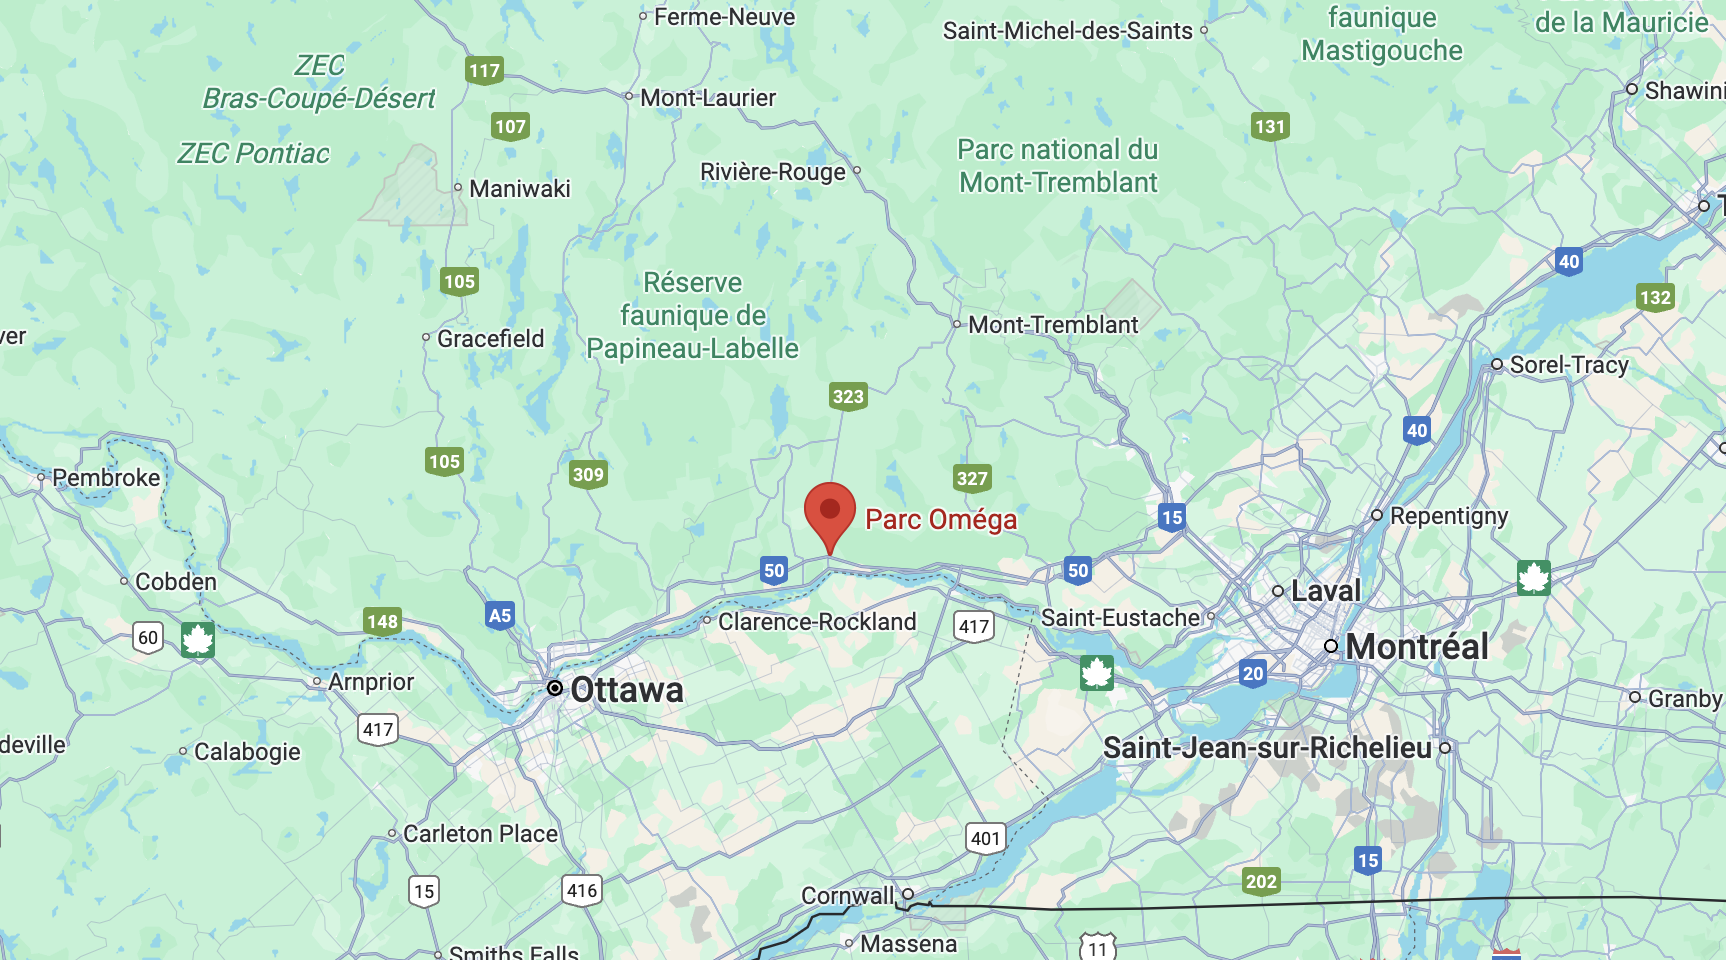 Ferme-Neuve
Saint-Michel-des-Saints
faunique
Mastigouche
de la Mauricie
ZEC
Bras-Coupé-Désert
117
Mont-Laurier
Shawini
107
131
ZEC Pontiac
Parc national du
Mont-Tremblant
Rivière-Rouge
Maniwaki
T
40
105
Réserve
faunique de
Papineau-Labelle
132
ver
Gracefield
Mont-Tremblant
Sorel-Tracy
323
40
105
309
327
Pembroke
Parc Oméga
15
Repentigny
50
50
Cobden
Laval
A5
148
Clarence-Rockland
417
Saint-Eustache
60
Montréal
20
Arnprior
Ottawa
Granby
417
deville
Calabogie
Saint-Jean-sur-Richelieu
Carleton Place
401
15
15
416
202
Cornwall
Massena
11
Smiths Falls